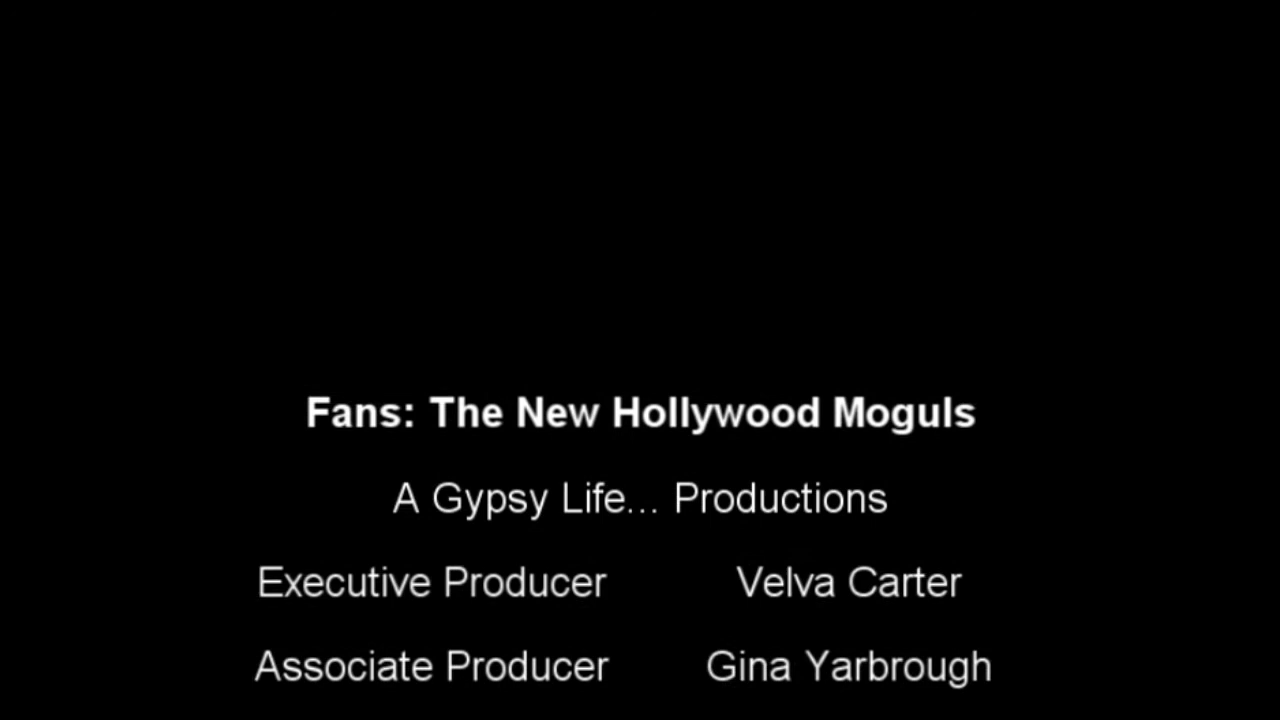 Fans: The New Hollywood Moguls
A Gypsy Life... Productions
Executive Producer Velva Carter
Associate Producer Gina Yarbrough